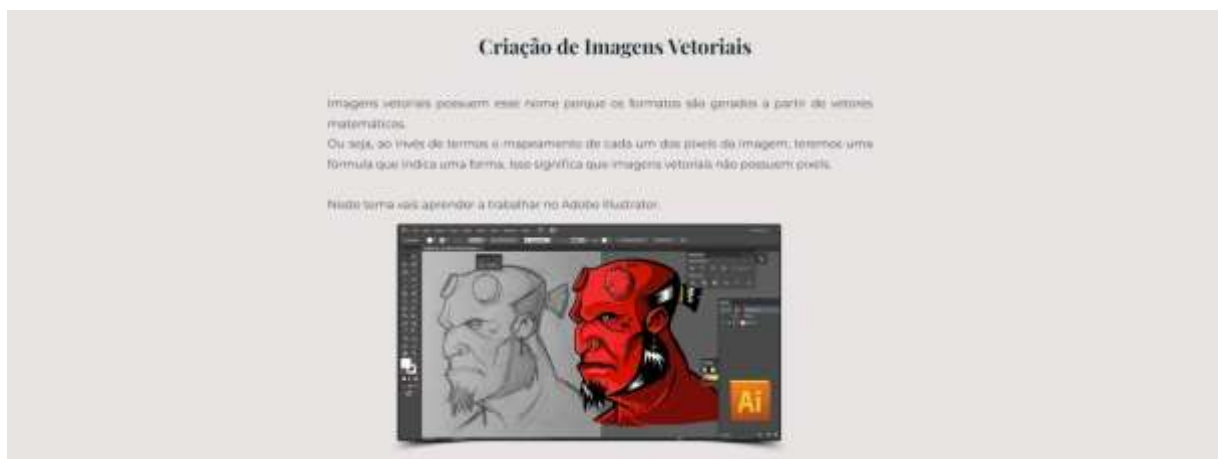 Criação de Imagens Vetoriais
Imagens vetoriais possuem esse nome porque os formatos são gerados a partir de vetores
matemáticos.
Ou seja, ao invés de termos o mapeamento de cada um dos pixels da imagem, teremos uma
fórmula que indica uma forma. Isso significa que imagens vetoriais não possuem pixels.
Neste tema vais aprender a trabalhar no Adobe Illustrator.
Ai